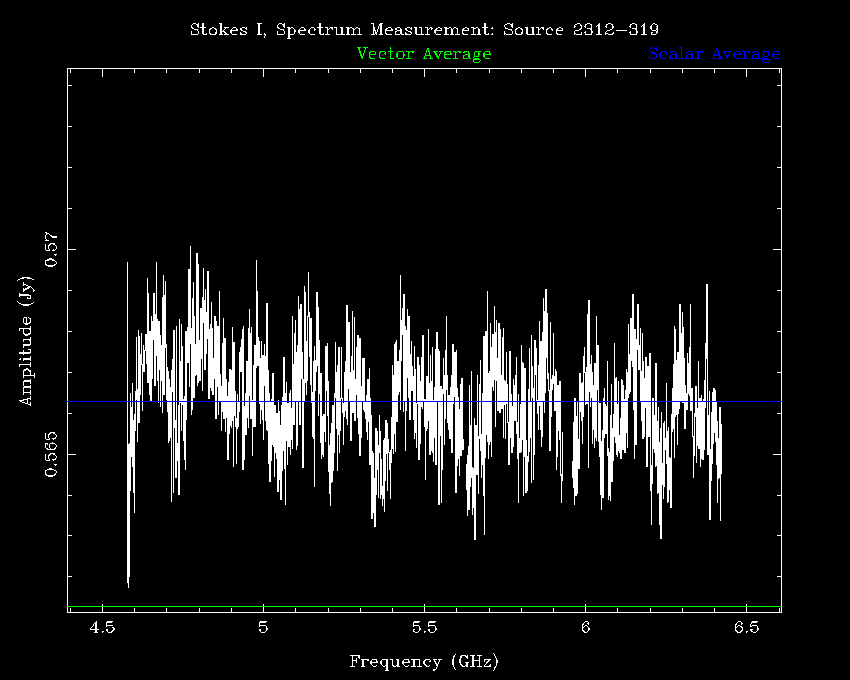 Stokes I, Spectrum Measurement: Source 2312−319
Vector Average
Scalar Average
0.57
0.565
Amplitude (Jy)
4.5 5 5.5 6 6.5
Frequency (GHz)